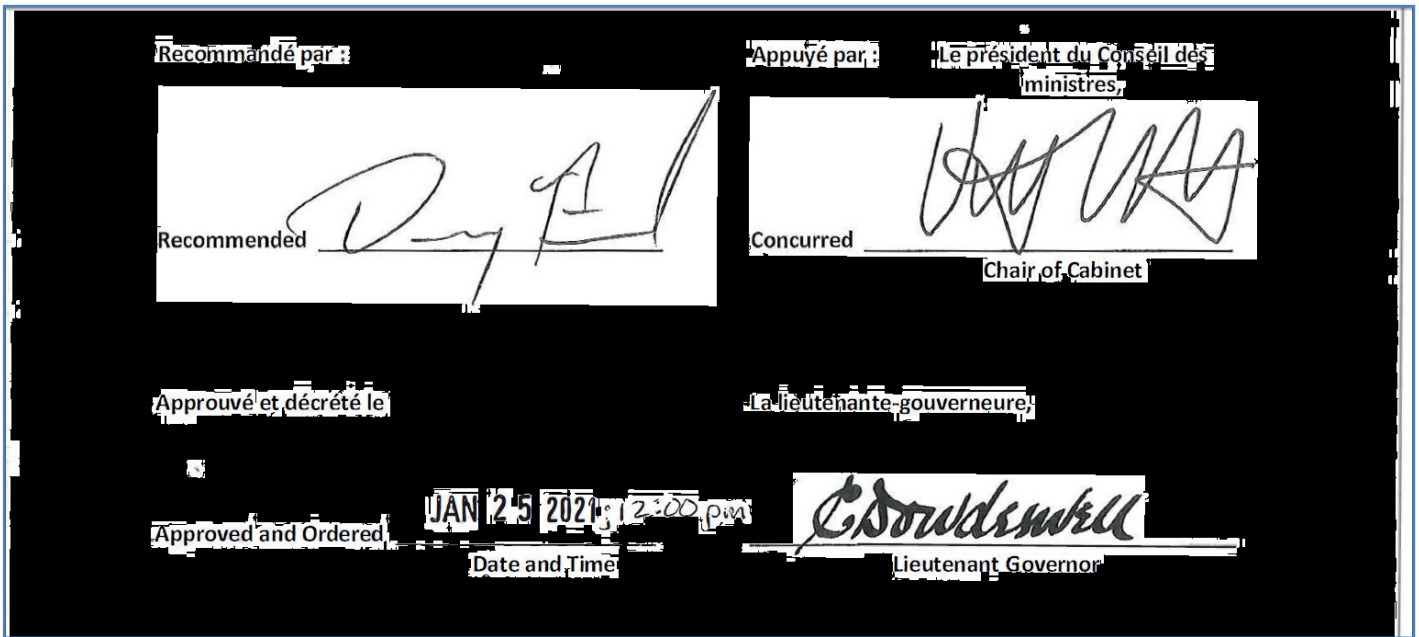 Recommandé par :
Appuyé par : Le président du Conseil des
ministres,
Recommended
Concurred
Chair of Cabinet
Approuvé et décrété le
La lieutenante-gouverneure,
JAN 25 2021; 12:00 pm
Approved and Ordered
Date and Time
Lieutenant Governor